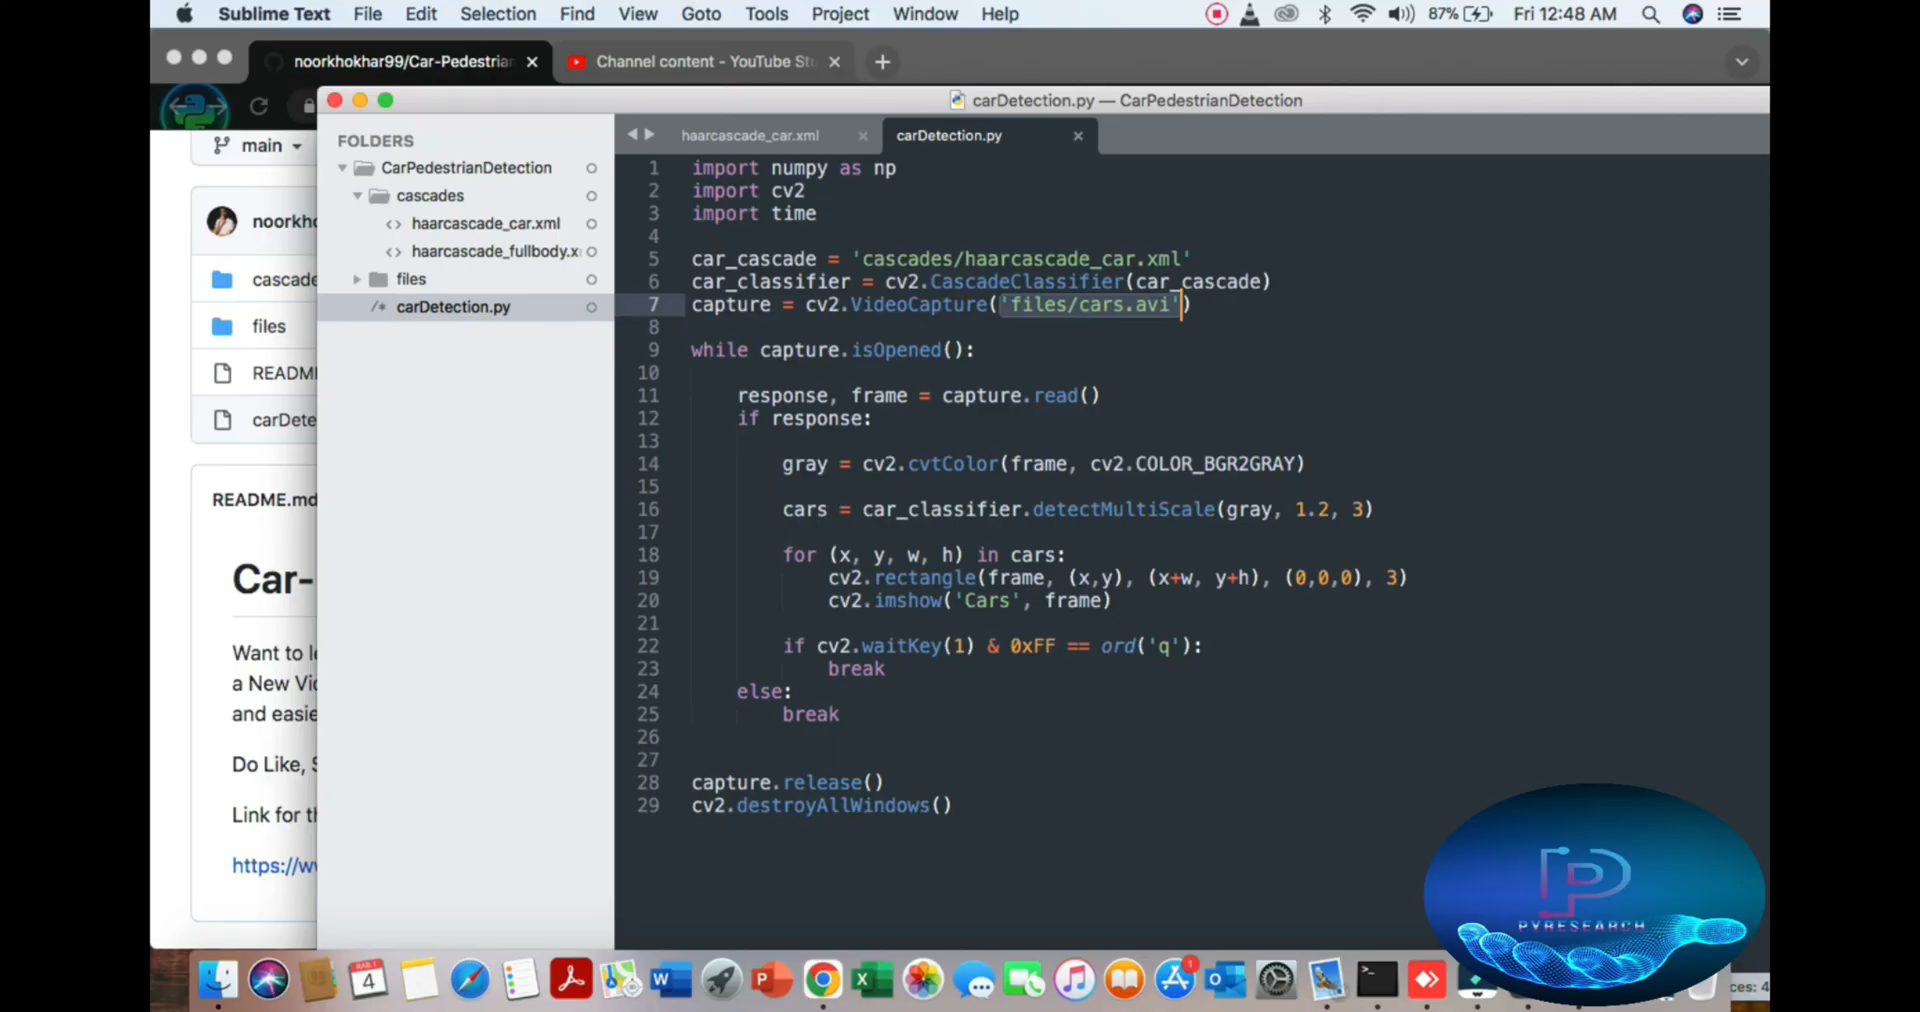 Sublime Text File Edit Selection Find View Goto Tools Project Window Help 87% Fri 12:48 AM
noorkhokhar99/Car-Pedestria Channel content - YouTube Stu
carDetection.py — CarPedestrianDetection
FOLDERS
CarPedestrianDetection
cascades
haarcascade_car.xml
haarcascade_fullbody.x
files
carDetection.py
main
noorkh
cascade
files
READM
carDete
README.md
Car-
Want to le
a New Vid
and easie
Do Like, S
Link for th
https://w
haarcascade_car.xml carDetection.py
1 import numpy as np
2 import cv2
3 import time
4
5 car_cascade = 'cascades/haarcascade_car.xml'
6 car_classifier = cv2.CascadeClassifier(car_cascade)
7 capture = cv2.VideoCapture('files/cars.avi')
8
9 while capture.isOpened():
10
11 response, frame = capture.read()
12 if response:
13
14 gray = cv2.cvtColor(frame, cv2.COLOR_BGR2GRAY)
15
16 cars = car_classifier.detectMultiScale(gray, 1.2, 3)
17
18 for (x, y, w, h) in cars:
19 cv2.rectangle(frame, (x,y), (x+w, y+h), (0,0,0), 3)
20 cv2.imshow('Cars', frame)
21
22 if cv2.waitKey(1) & 0xFF == ord('q'):
23 break
24 else:
25 break
26
27
28 capture.release()
29 cv2.destroyAllWindows()
PYRESEARCH
ces: 4
4
1